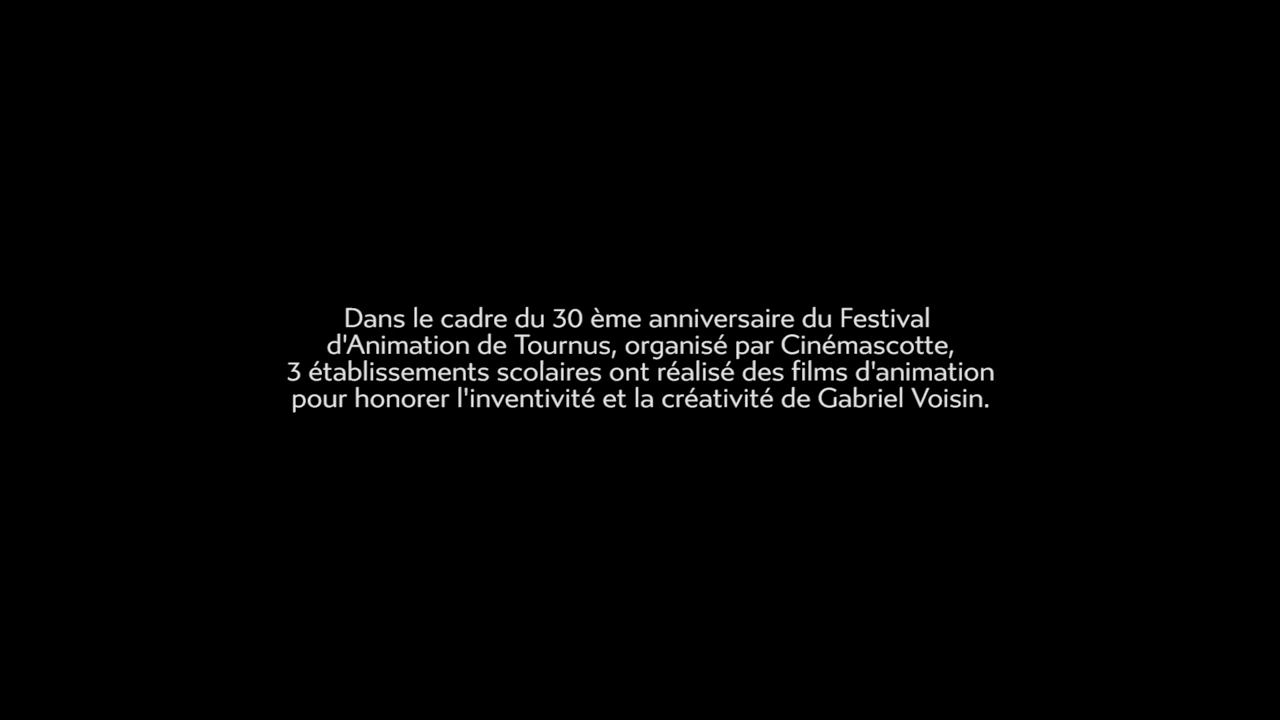 Dans le cadre du 30 ème anniversaire du Festival
d'Animation de Tournus, organisé par Cinémascotte,
3 établissements scolaires ont réalisé des films d'animation
pour honorer l'inventivité et la créativité de Gabriel Voisin.